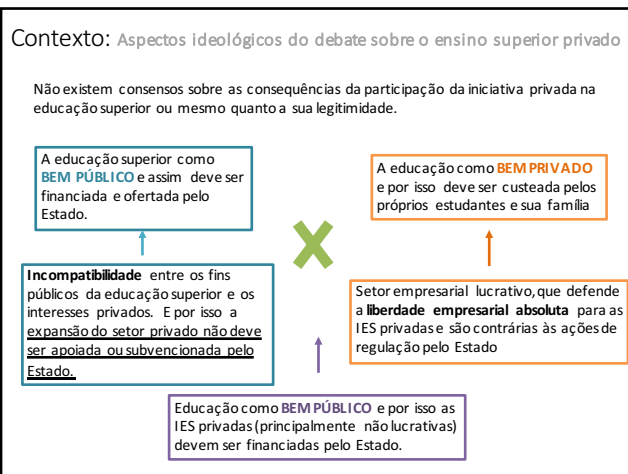 Contexto: Aspectos ideológicos do debate sobre o ensino superior privado
Não existem consensos sobre as consequências da participação da iniciativa privada na
educação superior ou mesmo quanto a sua legitimidade.
A educação superior como
BEM PÚBLICO e assim deve ser
financiada e ofertada pelo
Estado.
A educação como BEM PRIVADO
e por isso deve ser custeada pelos
próprios estudantes e sua família
X
Incompatibilidade entre os fins
públicos da educação superior e os
interesses privados. E por isso a
expansão do setor privado não deve
ser apoiada ou subvencionada pelo
Estado.
Setor empresarial lucrativo, que defende
a liberdade empresarial absoluta para as
IES privadas e são contrárias às ações de
regulação pelo Estado
Educação como BEM PÚBLICO e por isso as
IES privadas (principalmente não lucrativas)
devem ser financiadas pelo Estado.